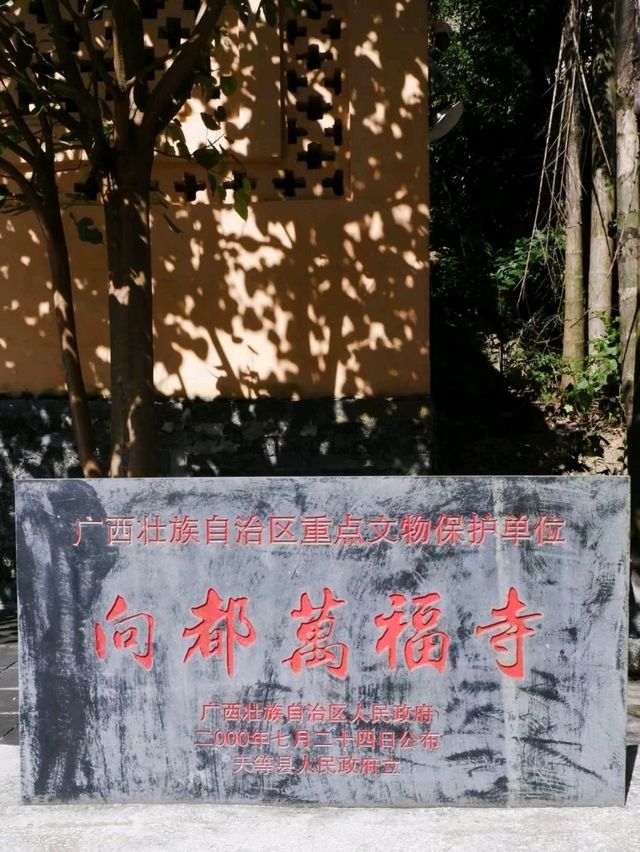 广西壮族自治区重点文物保护单位
向都萬福寺
广西壮族自治区人民政府
二000年七月二十四日公布
天等县人民政府立